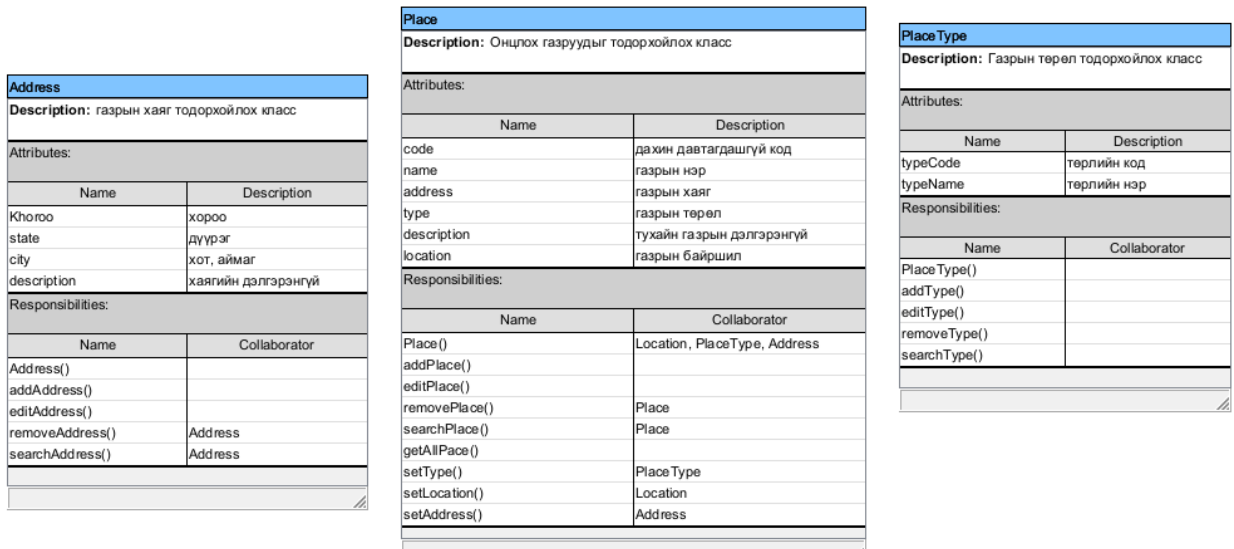 Address
Description: газрын хаяг тодорхойлох класс
Attributes:
Name Description
Khoroo хороо
state дүүрэг
city хот, аймаг
description хаягийн дэлгэрэнгүй
Responsibilities:
Name Collaborator
Address()
addAddress()
editAddress()
removeAddress() Address
searchAddress() Address
Place
Description: Онцлох газруудыг тодорхойлох класс
Attributes:
Name Description
code дахин давтагдашгүй код
name газрын нэр
address газрын хаяг
type газрын төрөл
description тухайн газрын дэлгэрэнгүй
location газрын байршил
Responsibilities:
Name Collaborator
Place() Location, PlaceType, Address
addPlace()
editPlace()
removePlace() Place
searchPlace() Place
getAllPace()
setType() PlaceType
setLocation() Location
setAddress() Address
PlaceType
Description: Газрын төрөл тодорхойлох класс
Attributes:
Name Description
typeCode төрлийн код
typeName төрлийн нэр
Responsibilities:
Name Collaborator
PlaceType()
addType()
editType()
removeType()
searchType()